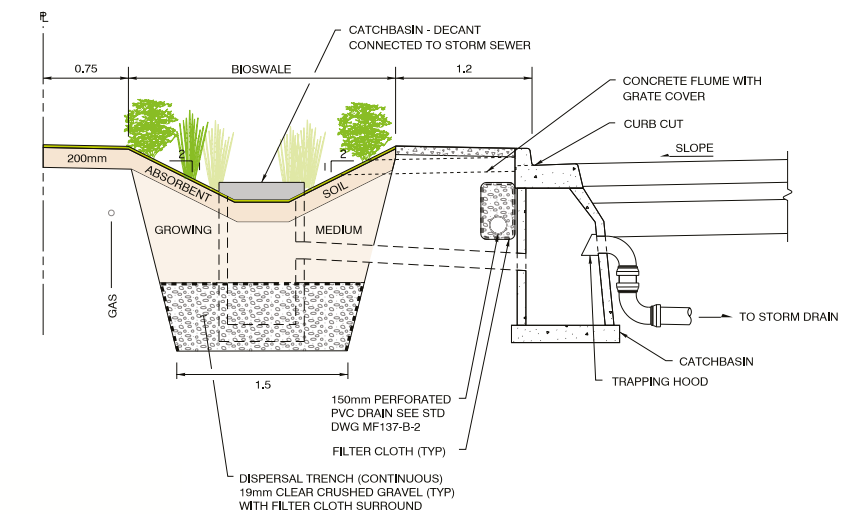 PL
CATCHBASIN - DECANT
CONNECTED TO STORM SEWER
0.75
BIOSWALE
1.2
CONCRETE FLUME WITH
GRATE COVER
CURB CUT
SLOPE
200mm
2
2
ABSORBENT
SOIL
GROWING
MEDIUM
GAS
TO STORM DRAIN
CATCHBASIN
TRAPPING HOOD
1.5
150mm PERFORATED
PVC DRAIN SEE STD
DWG MF137-B-2
FILTER CLOTH (TYP)
DISPERSAL TRENCH (CONTINUOUS)
19mm CLEAR CRUSHED GRAVEL (TYP)
WITH FILTER CLOTH SURROUND